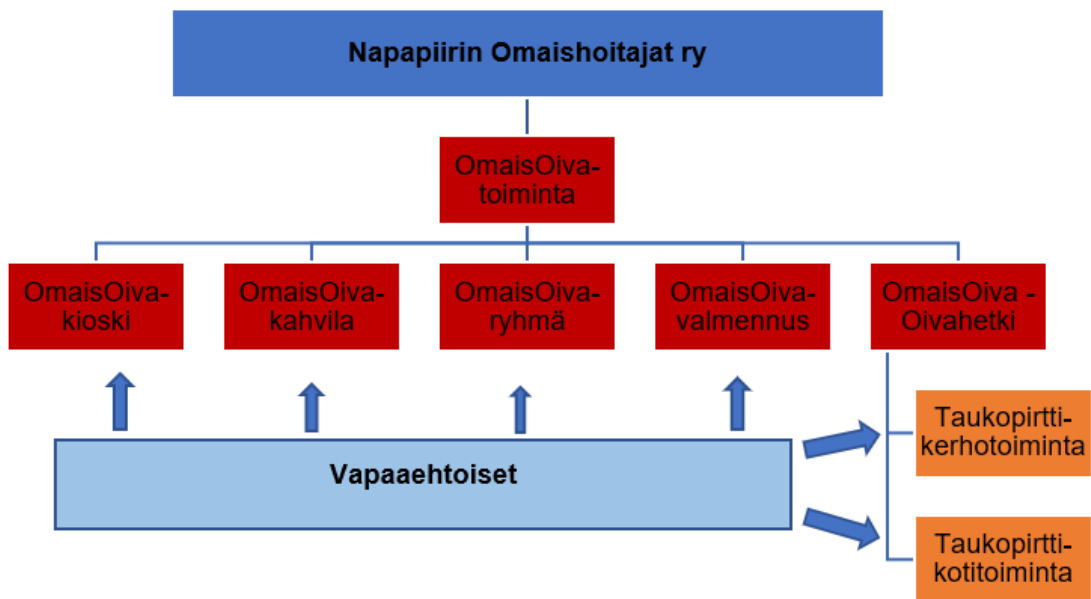 Napapiirin Omaishoitajat ry
OmaisOiva-
toiminta
OmaisOiva-
kioski
OmaisOiva-
kahvila
OmaisOiva-
ryhmä
OmaisOiva-
valmennus
OmaisOiva -
Oivahetki
Taukopirtti-
kerhotoiminta
Vapaaehtoiset
Taukopirtti-
kotitoiminta